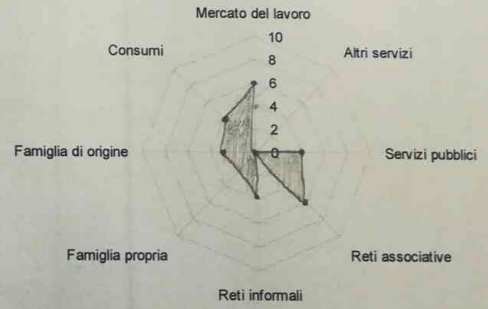 Mercato del lavoro
10
Consumi
8
Altri servizi
6
4
2
Famiglia di origine
0
Servizi pubblici
Famiglia propria
Reti associative
Reti informali